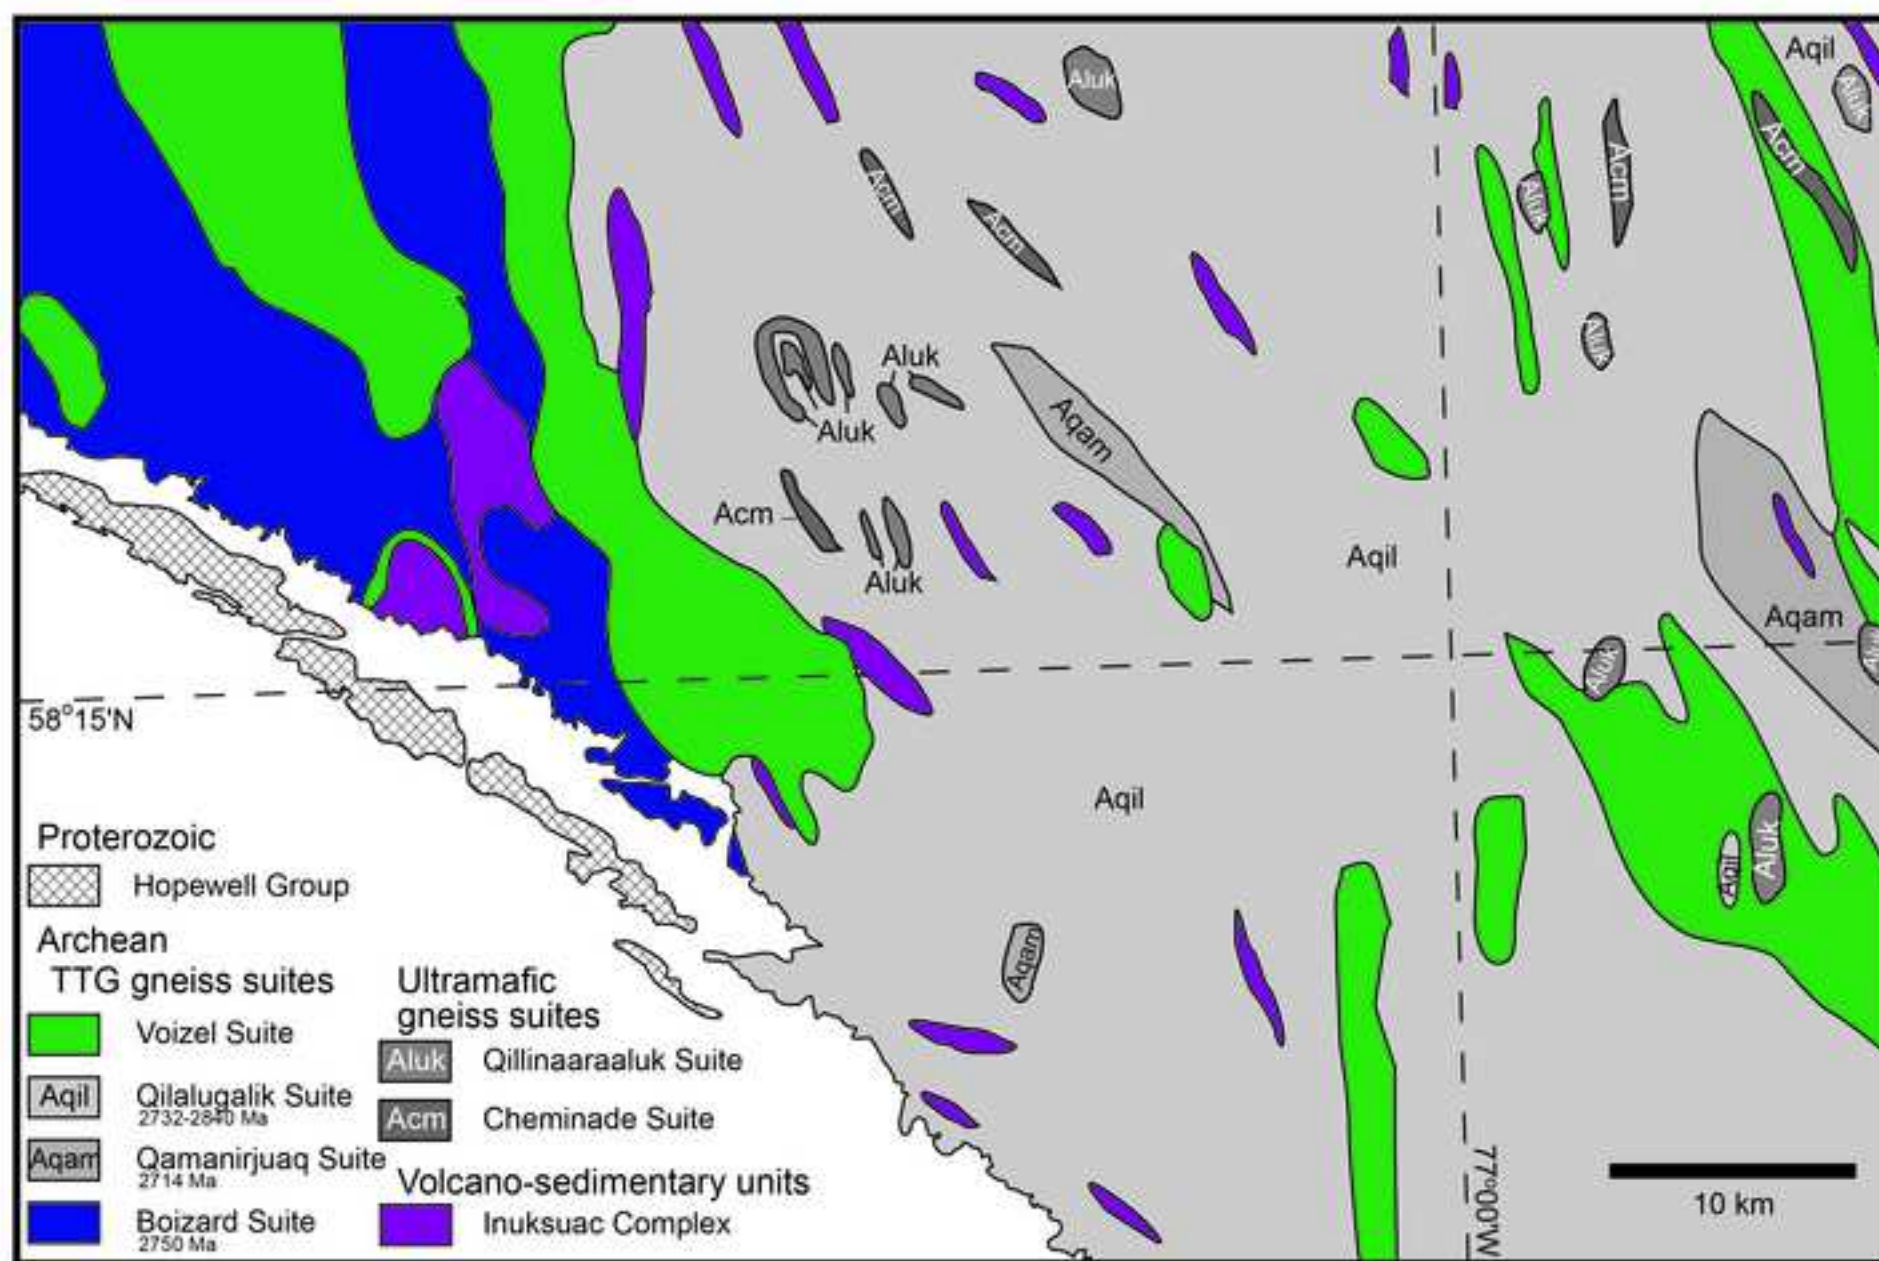 Aqil
Aluk
Aluk
Acm
Acm
Acm
Aluk
Acm
Aluk
Aluk
Aluk
Aqam
Acm
Aluk
Aqil
Aqam
Aluk
58°15'N
Aqil
Aluk
Aqil
Aqam
77°00'W
10 km
Proterozoic
Hopewell Group
Archean
TTG gneiss suites
Voizel Suite
Aqil
Qilalugalik Suite
2732-2840 Ma
Aqam
Qamanirjuaq Suite
2714 Ma
Boizard Suite
2750 Ma
Ultramafic
gneiss suites
Aluk
Qillinaaraaluk Suite
Acm
Cheminade Suite
Volcano-sedimentary units
Inuksuac Complex